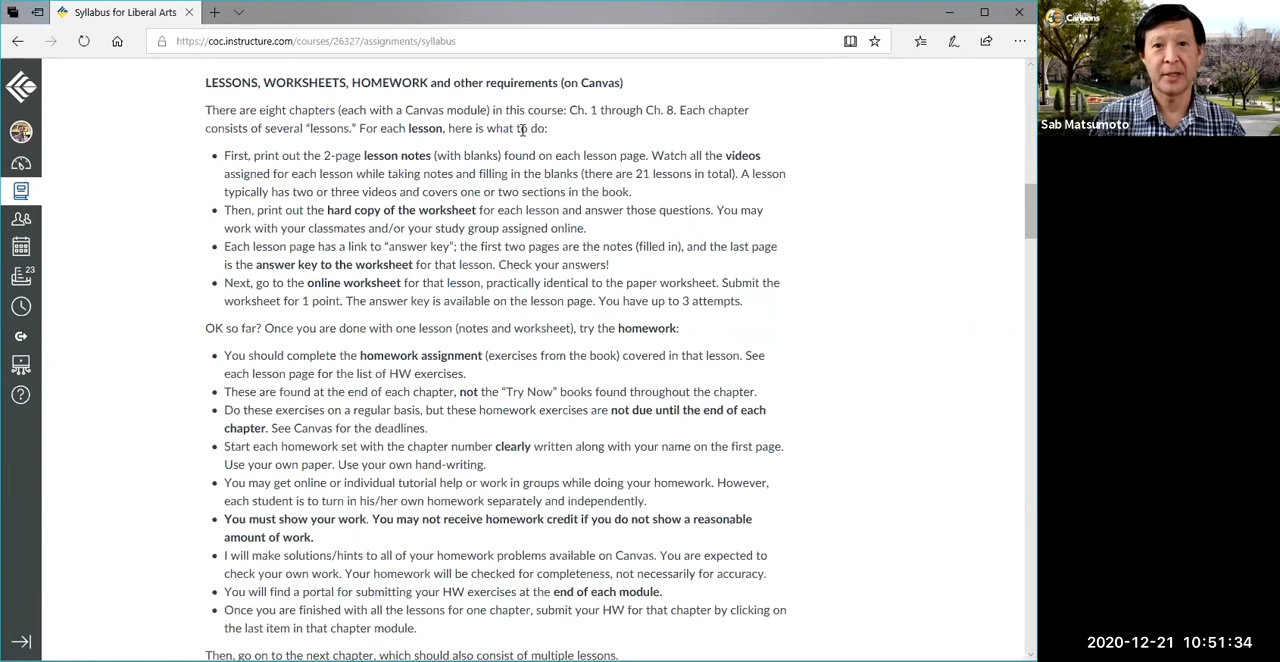 Syllabus for Liberal Arts
https://coc.instructure.com/courses/26327/assignments/syllabus
Canyons
Sab Matsumoto
LESSONS, WORKSHEETS, HOMEWORK and other requirements (on Canvas)
There are eight chapters (each with a Canvas module) in this course: Ch. 1 through Ch. 8. Each chapter
consists of several “lessons.” For each lesson, here is what to do:
• First, print out the 2-page lesson notes (with blanks) found on each lesson page. Watch all the videos
assigned for each lesson while taking notes and filling in the blanks (there are 21 lessons in total). A lesson
typically has two or three videos and covers one or two sections in the book.
• Then, print out the hard copy of the worksheet for each lesson and answer those questions. You may
work with your classmates and/or your study group assigned online.
• Each lesson page has a link to “answer key”; the first two pages are the notes (filled in), and the last page
is the answer key to the worksheet for that lesson. Check your answers!
• Next, go to the online worksheet for that lesson, practically identical to the paper worksheet. Submit the
worksheet for 1 point. The answer key is available on the lesson page. You have up to 3 attempts.
23
OK so far? Once you are done with one lesson (notes and worksheet), try the homework:
• You should complete the homework assignment (exercises from the book) covered in that lesson. See
each lesson page for the list of HW exercises.
• These are found at the end of each chapter, not the “Try Now” books found throughout the chapter.
• Do these exercises on a regular basis, but these homework exercises are not due until the end of each
chapter. See Canvas for the deadlines.
• Start each homework set with the chapter number clearly written along with your name on the first page.
Use your own paper. Use your own hand-writing.
• You may get online or individual tutorial help or work in groups while doing your homework. However,
each student is to turn in his/her own homework separately and independently.
• You must show your work. You may not receive homework credit if you do not show a reasonable
amount of work.
• I will make solutions/hints to all of your homework problems available on Canvas. You are expected to
check your own work. Your homework will be checked for completeness, not necessarily for accuracy.
• You will find a portal for submitting your HW exercises at the end of each module.
• Once you are finished with all the lessons for one chapter, submit your HW for that chapter by clicking on
the last item in that chapter module.
Then, go on to the next chapter, which should also consist of multiple lessons.
2020-12-21 10:51:34